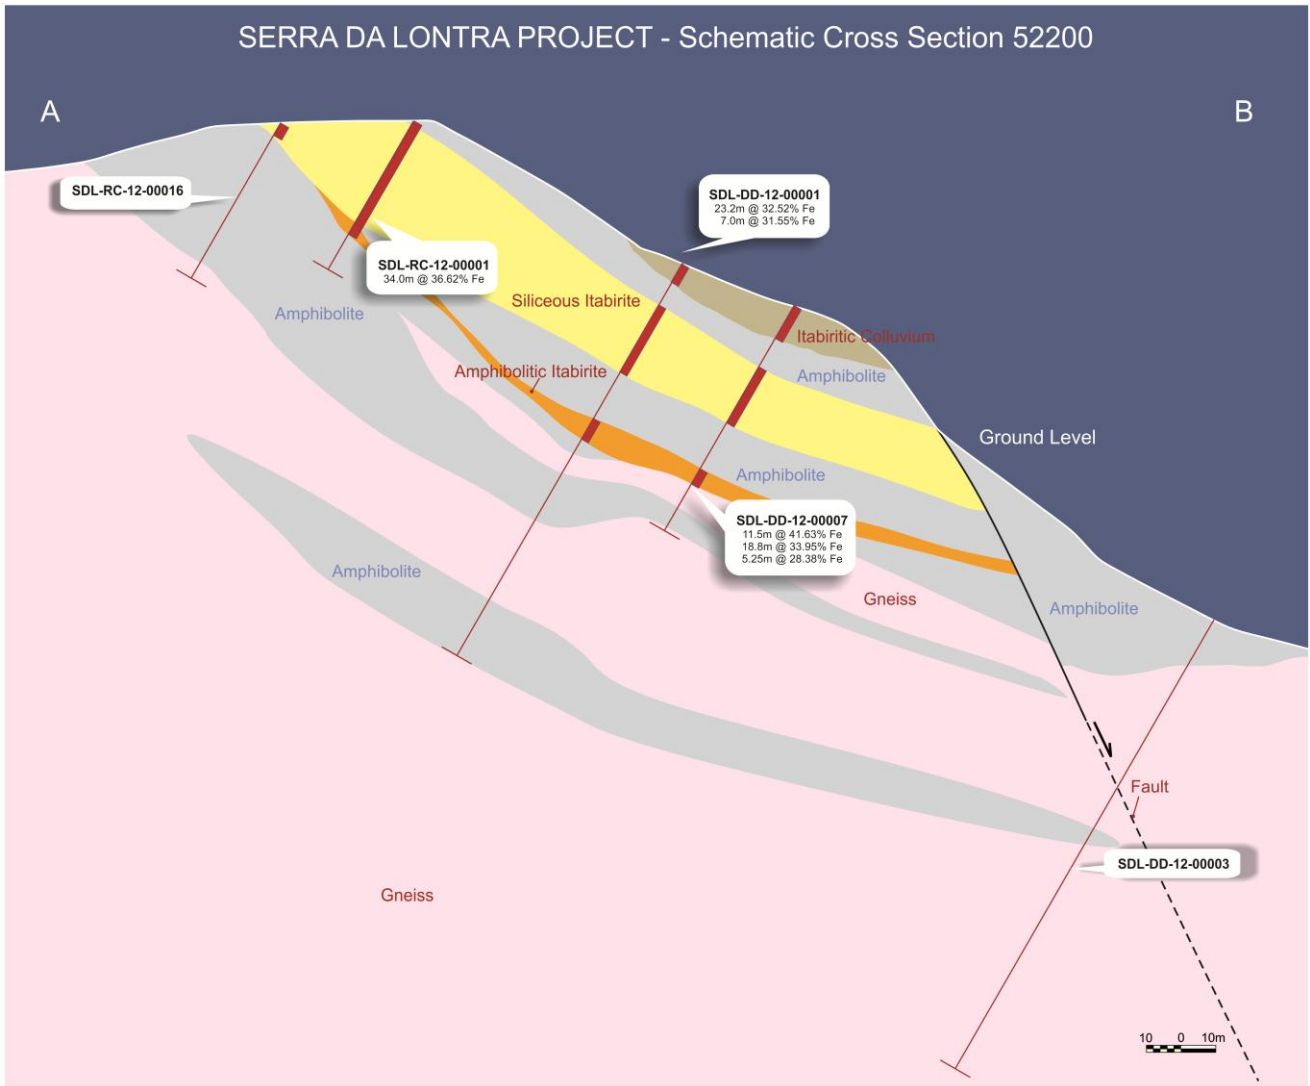 SERRA DA LONTRA PROJECT - Schematic Cross Section 52200
A
B
SDL-RC-12-00016
SDL-DD-12-00001
23.2m @ 32.52% Fe
7.0m @ 31.55% Fe
SDL-RC-12-00001
34.0m @ 36.62% Fe
Siliceous Itabirite
Amphibolite
Itabiritic Colluvium
Amphibolitic Itabirite
Amphibolite
Ground Level
Amphibolite
SDL-DD-12-00007
11.5m @ 41.63% Fe
18.8m @ 33.95% Fe
5.25m @ 28.38% Fe
Amphibolite
Gneiss
Amphibolite
Fault
SDL-DD-12-00003
Gneiss
10 0 10m